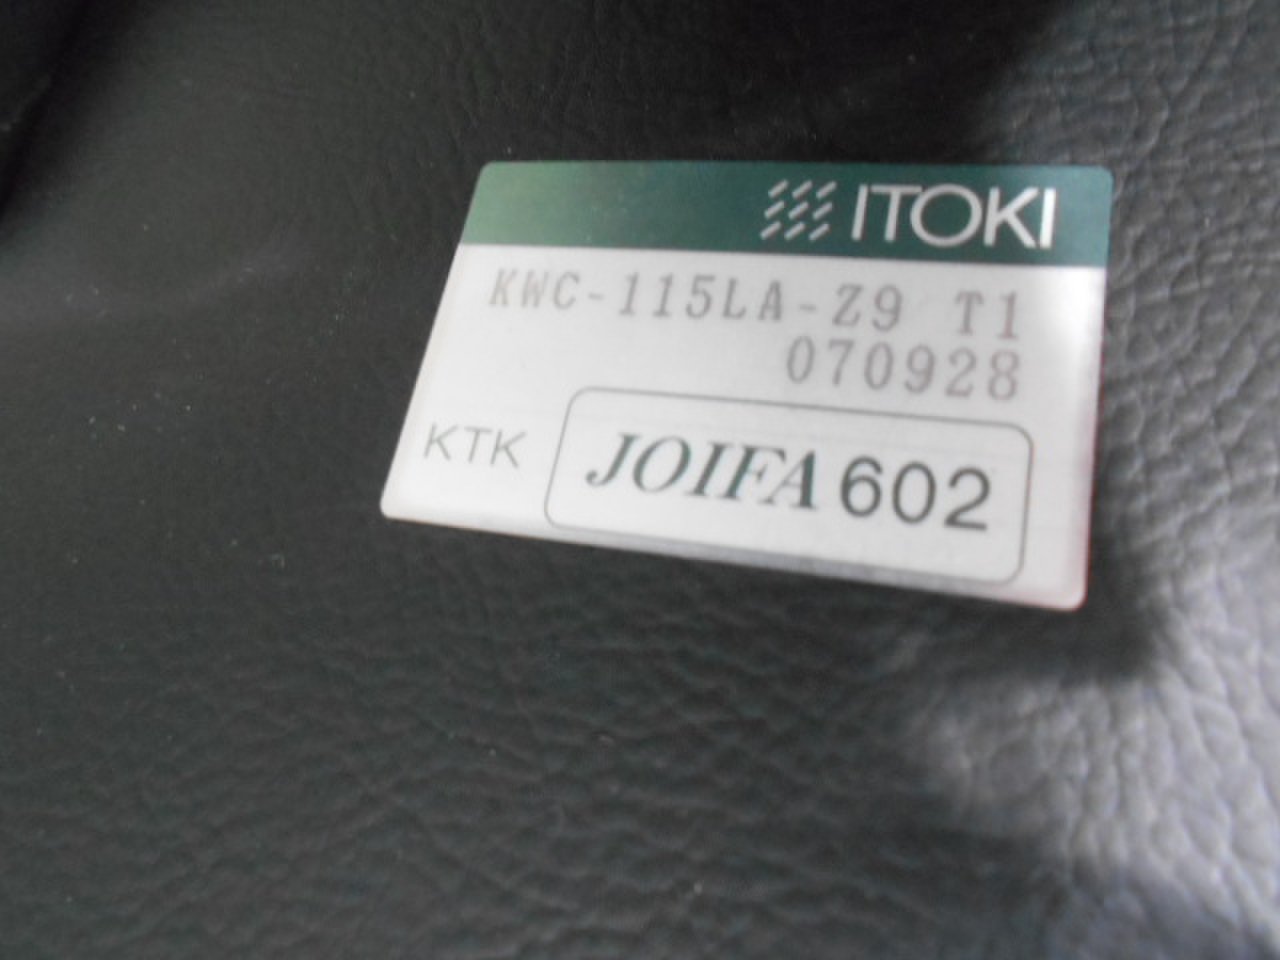 ITOKI
KWC-115LA-Z9 T1
070928
KTK JOIFA 602